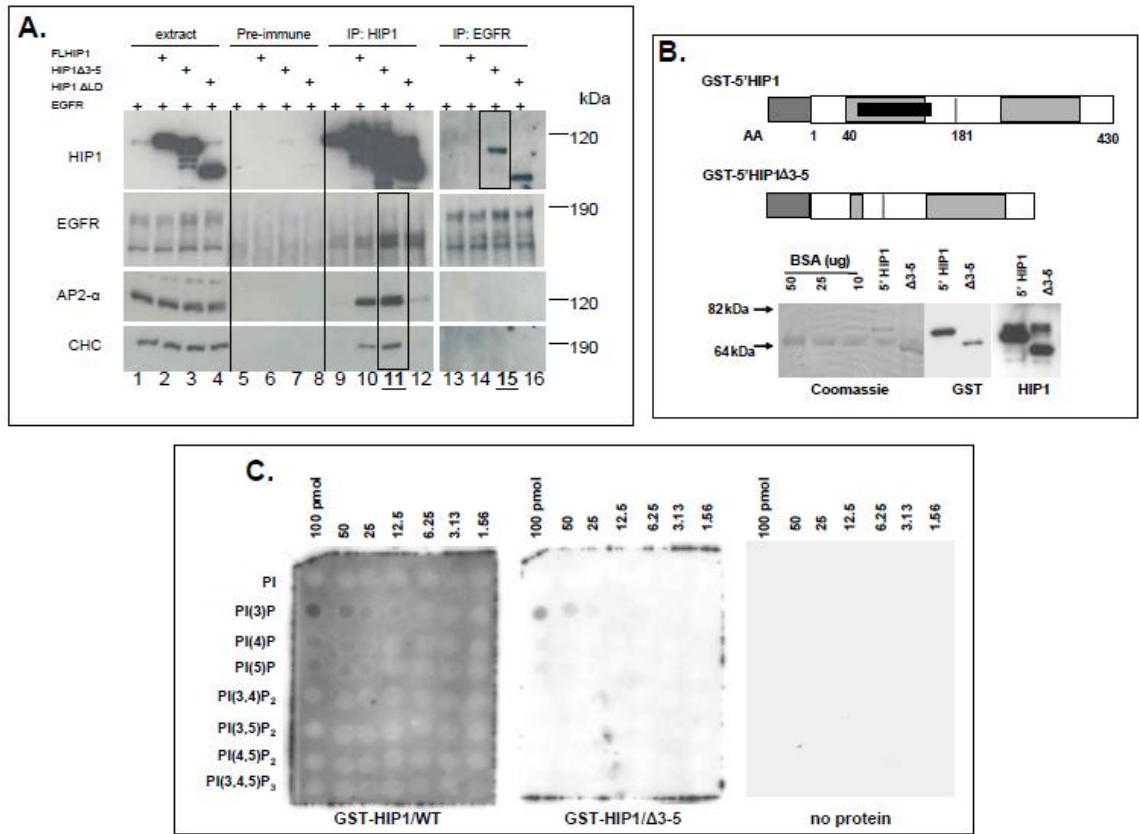 A.
extract Pre-immune IP: HIP1 IP: EGFR
FLHIP1 + + + +
HIP1Δ3-5 + + + +
HIP1 ΔLD + + + +
EGFR + + + + + + + + + + + + + + + +
kDa
HIP1 120
EGFR 190
AP2-α 120
CHC 190
1 2 3 4 5 6 7 8 9 10 11 12 13 14 15 16
B.
GST-5'HIP1
AA 1 40 181 430
GST-5'HIP1Δ3-5
BSA (ug)
50 25 10 5' HIP1 Δ3-5 5' HIP1 Δ3-5 5' HIP1 Δ3-5
82kDa
64kDa
Coomassie GST HIP1
C.
100 pmol 50 25 12.5 6.25 3.13 1.56 100 pmol 50 25 12.5 6.25 3.13 1.56 100 pmol 50 25 12.5 6.25 3.13 1.56
PI
PI(3)P
PI(4)P
PI(5)P
PI(3,4)P2
PI(3,5)P2
PI(4,5)P2
PI(3,4,5)P3
GST-HIP1/WT GST-HIP1/Δ3-5 no protein